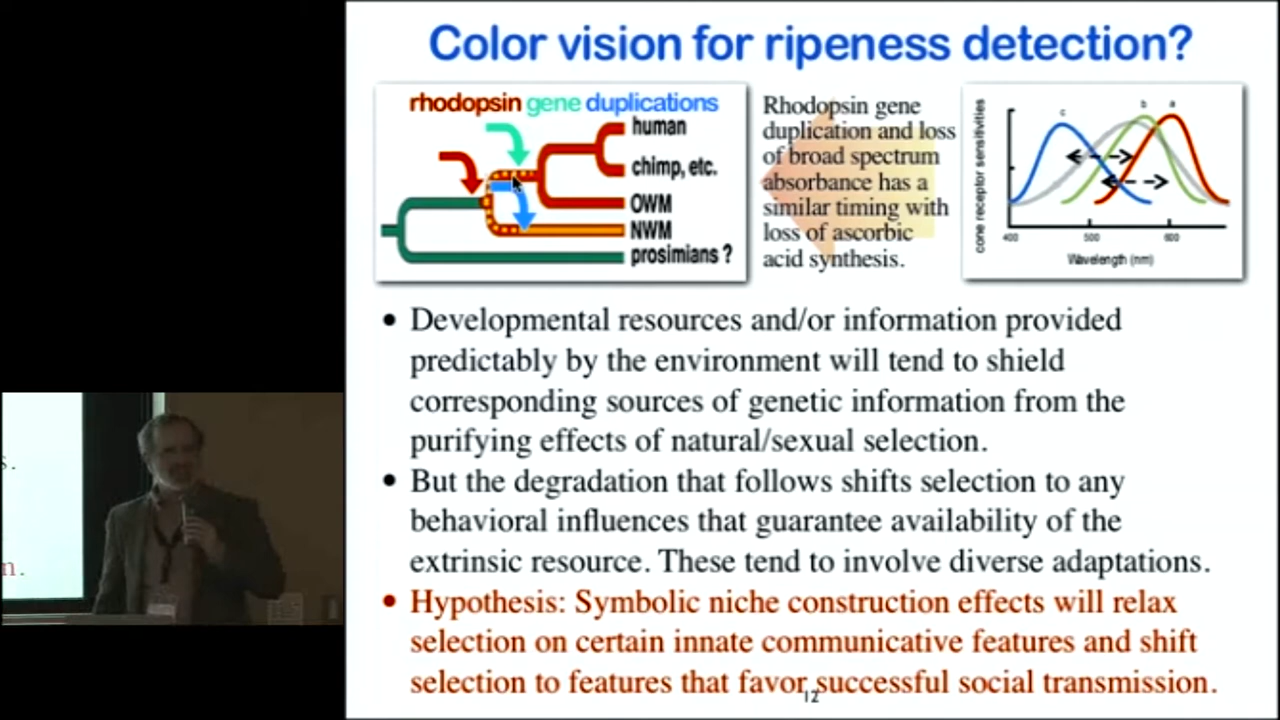 Color vision for ripeness detection?
rhodopsin gene duplications
human
chimp, etc.
OWM
NWM
prosimians ?
Rhodopsin gene
duplication and loss
of broad spectrum
absorbance has a
similar timing with
loss of ascorbic
acid synthesis.
cone receptor sensitivities
c
b
a
400
500
600
Wavelength (nm)
• Developmental resources and/or information provided
predictably by the environment will tend to shield
corresponding sources of genetic information from the
purifying effects of natural/sexual selection.
• But the degradation that follows shifts selection to any
behavioral influences that guarantee availability of the
extrinsic resource. These tend to involve diverse adaptations.
• Hypothesis: Symbolic niche construction effects will relax
selection on certain innate communicative features and shift
selection to features that favor successful social transmission.
12
s.
n.